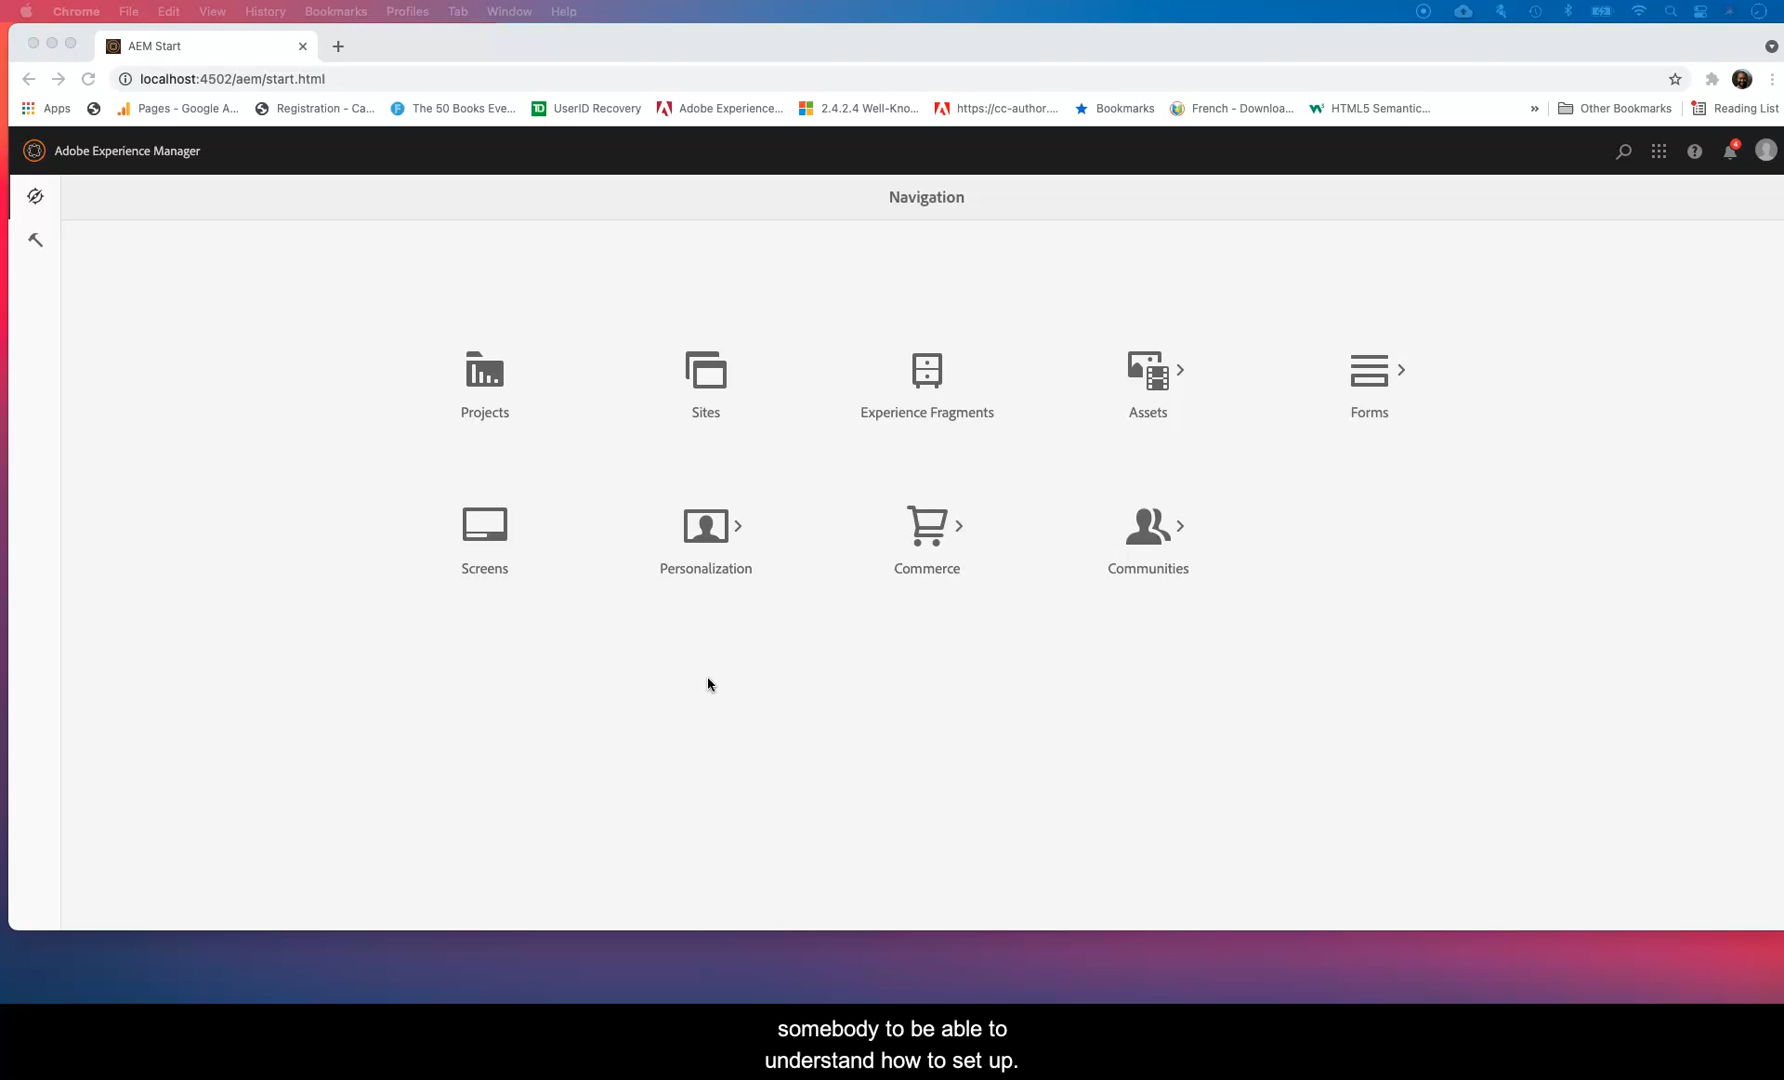 Chrome File Edit View History Bookmarks Profiles Tab Window Help
AEM Start
localhost:4502/aem/start.html
Apps Pages - Google A... Registration - Ca... The 50 Books Eve... UserID Recovery Adobe Experience... 2.4.2.4 Well-Kno... https://cc-author.... Bookmarks French - Downloa... HTML5 Semantic... » Other Bookmarks Reading List
Adobe Experience Manager 4
Navigation
Projects Sites Experience Fragments Assets Forms
Screens Personalization Commerce Communities
somebody to be able to
understand how to set up.